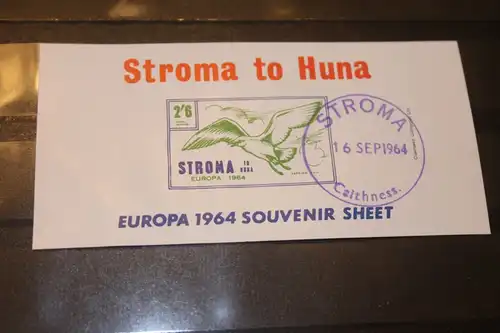 Stroma to Huna
2'6
STROMA TO HUNA
EUROPA 1964
STROMA
16 SEP 1964
Caithness.
EUROPA 1964 SOUVENIR SHEET